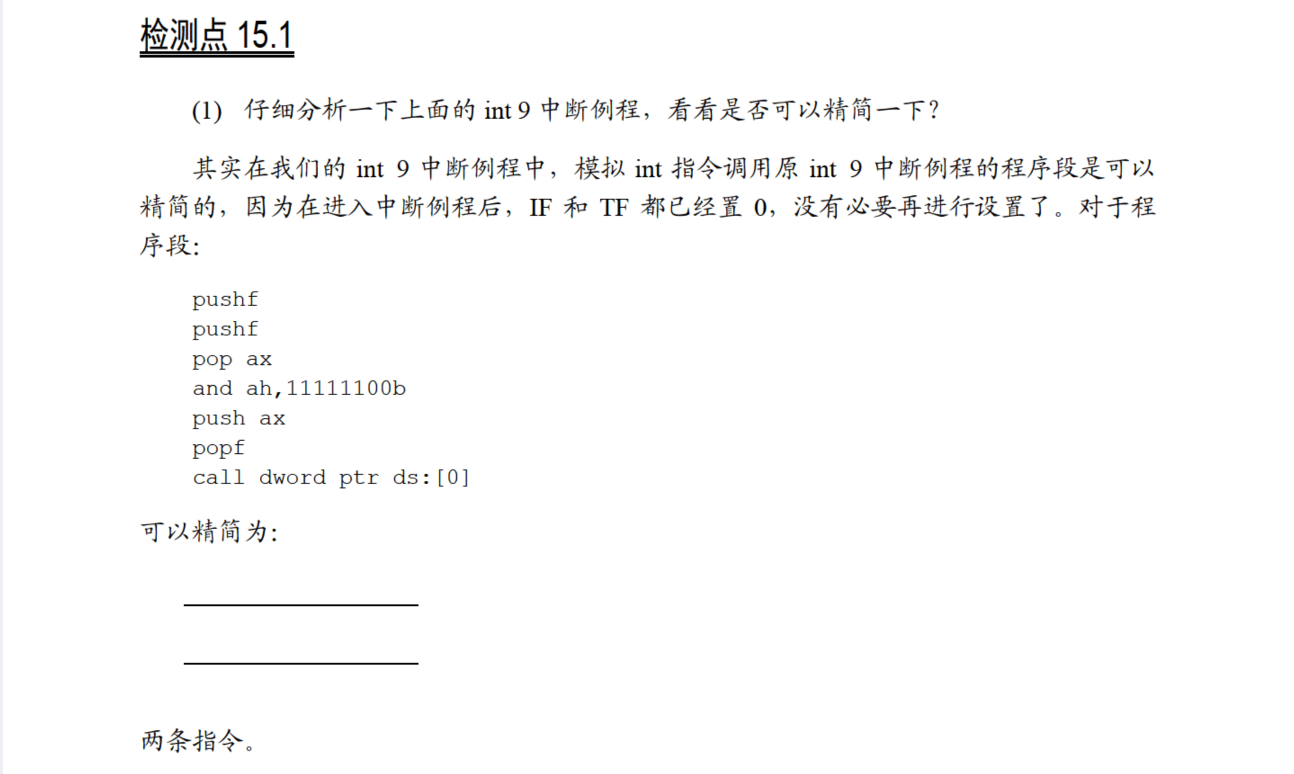 检测点 15.1
(1) 仔细分析一下上面的 int 9 中断例程，看看是否可以精简一下？
其实在我们的 int 9 中断例程中，模拟 int 指令调用原 int 9 中断例程的程序段是可以
精简的，因为在进入中断例程后，IF 和 TF 都已经置 0，没有必要再进行设置了。对于程
序段：
pushf
pushf
pop ax
and ah,11111100b
push ax
popf
call dword ptr ds:[0]
可以精简为：
两条指令。